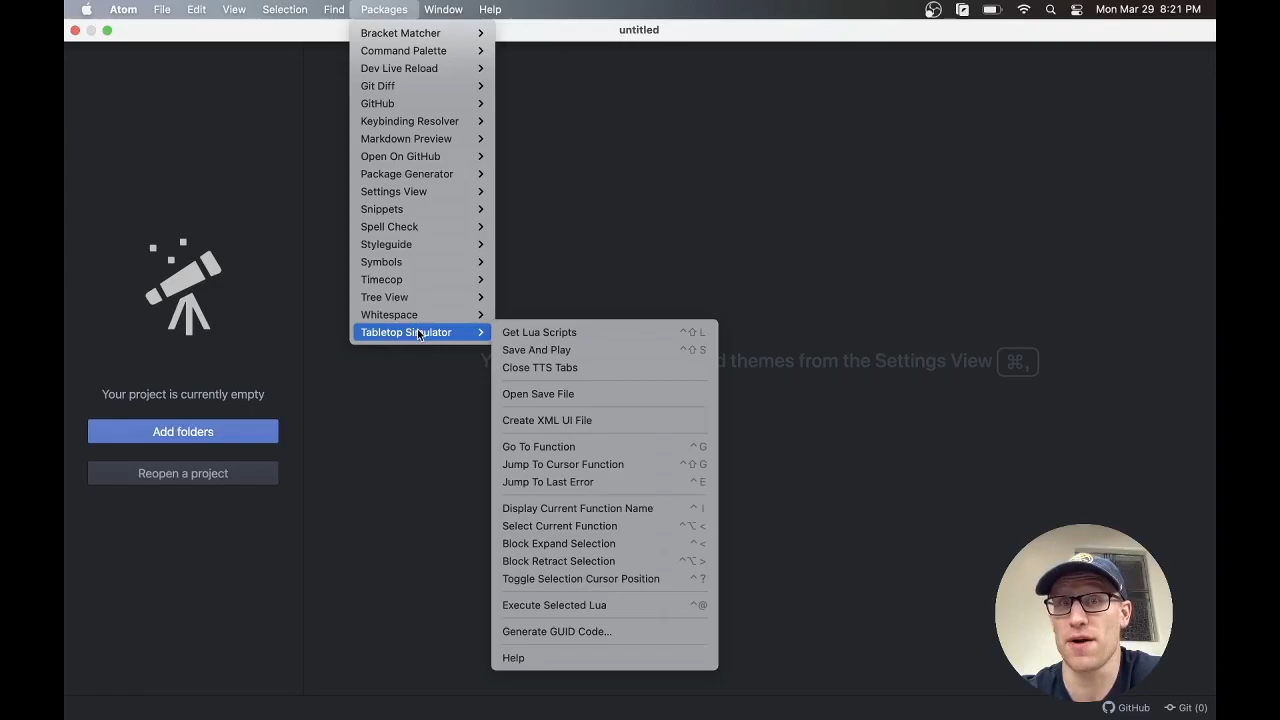 Atom File Edit View Selection Find Packages Window Help Mon Mar 29 8:21 PM
untitled
Bracket Matcher
Command Palette
Dev Live Reload
Git Diff
GitHub
Keybinding Resolver
Markdown Preview
Open On GitHub
Package Generator
Settings View
Snippets
Spell Check
Styleguide
Symbols
Timecop
Tree View
Whitespace
Tabletop Simulator
Get Lua Scripts ^⇧ L
Save And Play ^⇧ S
Close TTS Tabs
Open Save File
Create XML UI File
Go To Function ^ G
Jump To Cursor Function ^⇧ G
Jump To Last Error ^ E
Display Current Function Name ^ I
Select Current Function ^⌥ <
Block Expand Selection ^ <
Block Retract Selection ^⌥ >
Toggle Selection Cursor Position ^ ?
Execute Selected Lua ^@
Generate GUID Code...
Help
d themes from the Settings View ⌘,
Your project is currently empty
Add folders
Reopen a project
GitHub Git (0)